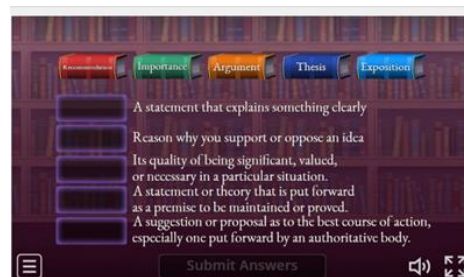 Recommendation Importance Argument Thesis Exposition
A statement that explains something clearly
Reason why you support or oppose an idea
Its quality of being significant, valued,
or necessary in a particular situation.
A statement or theory that is put forward
as a premise to be maintained or proved.
A suggestion or proposal as to the best course of action,
especially one put forward by an authoritative body.
Submit Answers